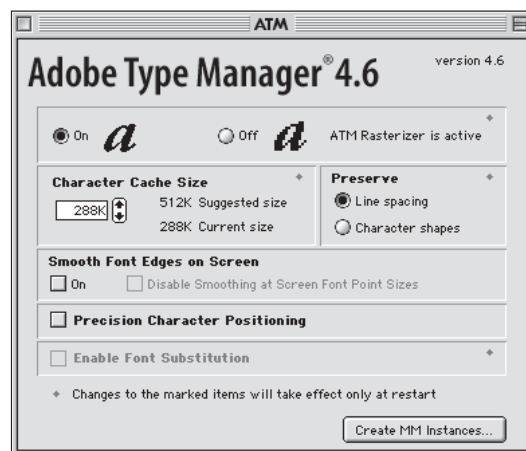 ATM
Adobe Type Manager® 4.6
version 4.6
On
a
Off
a
ATM Rasterizer is active
Character Cache Size
288K
512K Suggested size
288K Current size
Preserve
Line spacing
Character shapes
Smooth Font Edges on Screen
On
Disable Smoothing at Screen Font Point Sizes
Precision Character Positioning
Enable Font Substitution
Changes to the marked items will take effect only at restart
Create MM Instances...